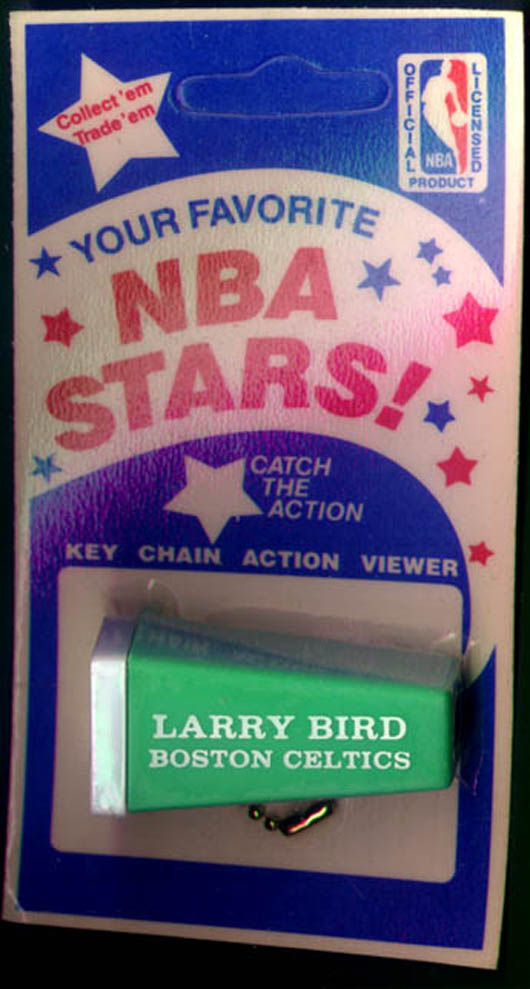 Collect 'em
Trade 'em
OFFICIAL
LICENSED
NBA
PRODUCT
YOUR FAVORITE
NBA
STARS!
CATCH
THE
ACTION
KEY CHAIN ACTION VIEWER
LARRY BIRD
BOSTON CELTICS